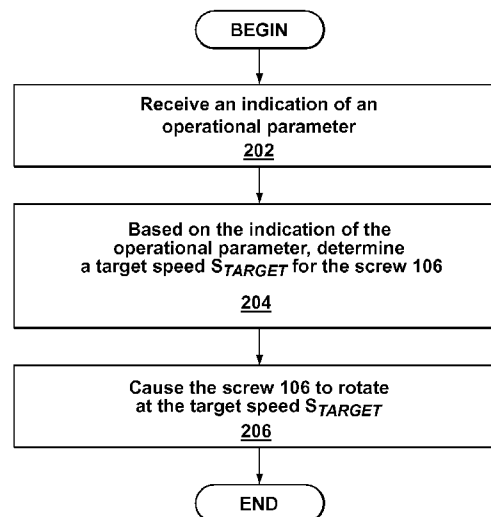 BEGIN
Receive an indication of an
operational parameter
202
Based on the indication of the
operational parameter, determine
a target speed STARGET for the screw 106
204
Cause the screw 106 to rotate
at the target speed STARGET
206
END